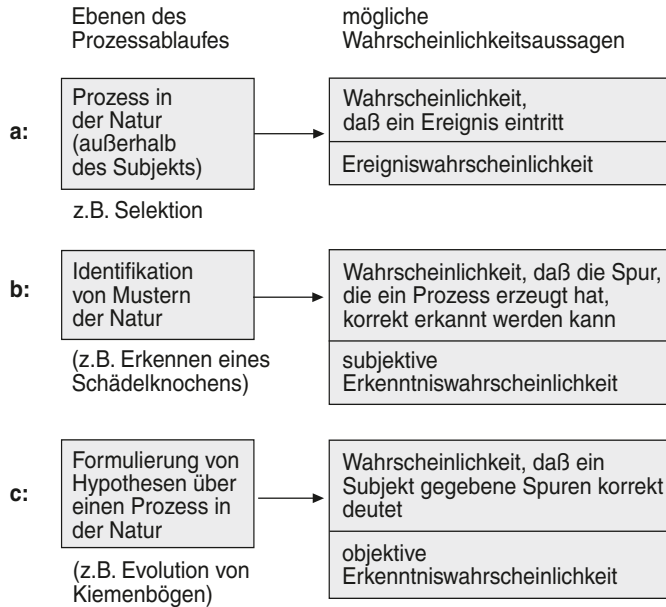 Ebenen des
Prozessablaufes
mögliche
Wahrscheinlichkeitsaussagen
a:
Prozess in
der Natur
(außerhalb
des Subjekts)
z.B. Selektion
Wahrscheinlichkeit,
daß ein Ereignis eintritt
Ereigniswahrscheinlichkeit
b:
Identifikation
von Mustern
der Natur
(z.B. Erkennen eines
Schädelknochens)
Wahrscheinlichkeit, daß die Spur,
die ein Prozess erzeugt hat,
korrekt erkannt werden kann
subjektive
Erkenntniswahrscheinlichkeit
c:
Formulierung von
Hypothesen über
einen Prozess in
der Natur
(z.B. Evolution von
Kiemenbögen)
Wahrscheinlichkeit, daß ein
Subjekt gegebene Spuren korrekt
deutet
objektive
Erkenntniswahrscheinlichkeit